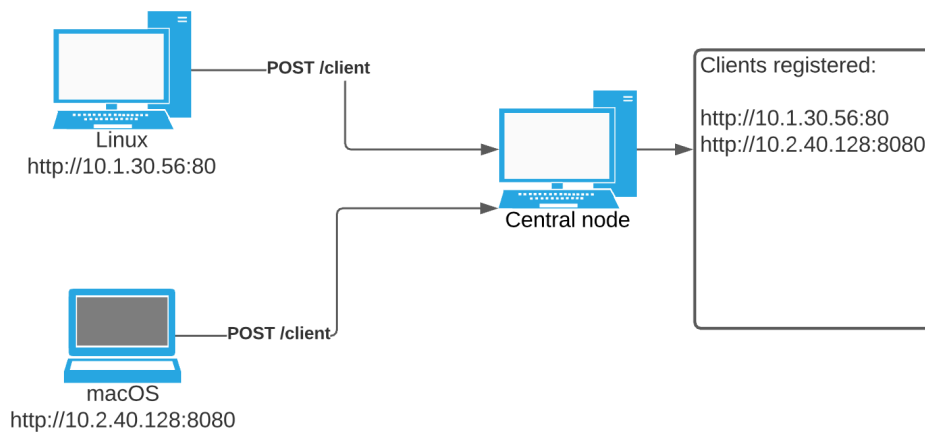 POST /client
Linux
http://10.1.30.56:80
Central node
Clients registered:
http://10.1.30.56:80
http://10.2.40.128:8080
POST /client
macOS
http://10.2.40.128:8080